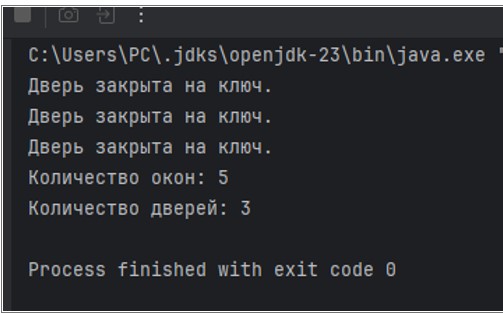 C:\Users\PC\.jdks\openjdk-23\bin\java.exe "
Дверь закрыта на ключ.
Дверь закрыта на ключ.
Дверь закрыта на ключ.
Количество окон: 5
Количество дверей: 3
Process finished with exit code 0